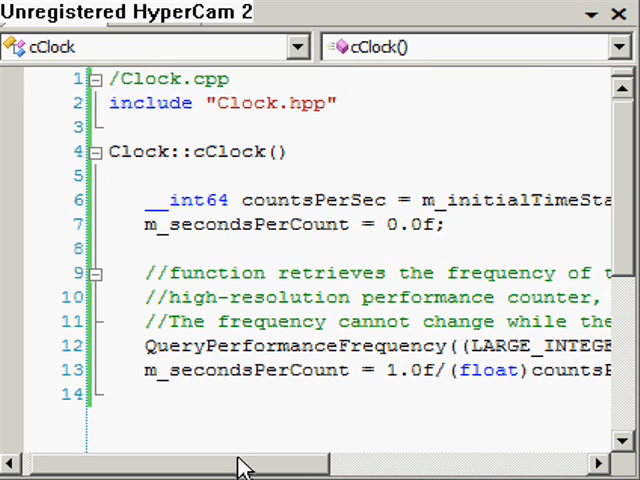 Unregistered HyperCam 2
cClock cClock()
1 /Clock.cpp
2 include "Clock.hpp"
3
4 Clock::cClock()
5
6 __int64 countsPerSec = m_initialTimeSta
7 m_secondsPerCount = 0.0f;
8
9 //function retrieves the frequency of t
10 //high-resolution performance counter,
11 //The frequency cannot change while the
12 QueryPerformanceFrequency((LARGE_INTEGE
13 m_secondsPerCount = 1.0f/(float)countsP
14